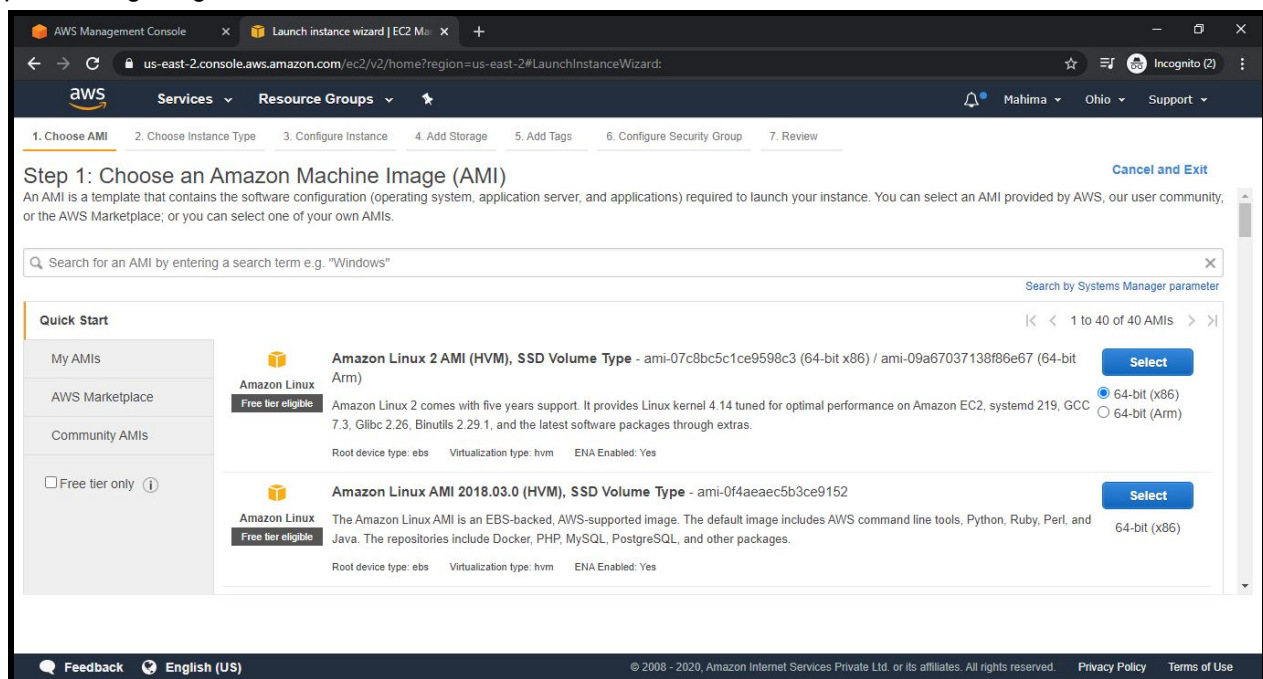 AWS Management Console
Launch instance wizard | EC2 Ma
us-east-2.console.aws.amazon.com/ec2/v2/home?region=us-east-2#LaunchInstanceWizard:
Incognito (2)
aws Services Resource Groups Mahima Ohio Support
1. Choose AMI 2. Choose Instance Type 3. Configure Instance 4. Add Storage 5. Add Tags 6. Configure Security Group 7. Review
Step 1: Choose an Amazon Machine Image (AMI)
Cancel and Exit
An AMI is a template that contains the software configuration (operating system, application server, and applications) required to launch your instance. You can select an AMI provided by AWS, our user community,
or the AWS Marketplace; or you can select one of your own AMIs.
Search for an AMI by entering a search term e.g. "Windows"
Search by Systems Manager parameter
Quick Start
1 to 40 of 40 AMIs
My AMIs
AWS Marketplace
Community AMIs
Free tier only
Amazon Linux
Free tier eligible
Amazon Linux 2 AMI (HVM), SSD Volume Type - ami-07c8bc5c1ce9598c3 (64-bit x86) / ami-09a67037138f86e67 (64-bit
Arm)
Amazon Linux 2 comes with five years support. It provides Linux kernel 4.14 tuned for optimal performance on Amazon EC2, systemd 219, GCC
7.3, Glibc 2.26, Binutils 2.29.1, and the latest software packages through extras.
Root device type: ebs Virtualization type: hvm ENA Enabled: Yes
Select
64-bit (x86)
64-bit (Arm)
Amazon Linux
Free tier eligible
Amazon Linux AMI 2018.03.0 (HVM), SSD Volume Type - ami-0f4aeaec5b3ce9152
The Amazon Linux AMI is an EBS-backed, AWS-supported image. The default image includes AWS command line tools, Python, Ruby, Perl, and
Java. The repositories include Docker, PHP, MySQL, PostgreSQL, and other packages.
Root device type: ebs Virtualization type: hvm ENA Enabled: Yes
Select
64-bit (x86)
Feedback English (US) © 2008 - 2020, Amazon Internet Services Private Ltd. or its affiliates. All rights reserved. Privacy Policy Terms of Use